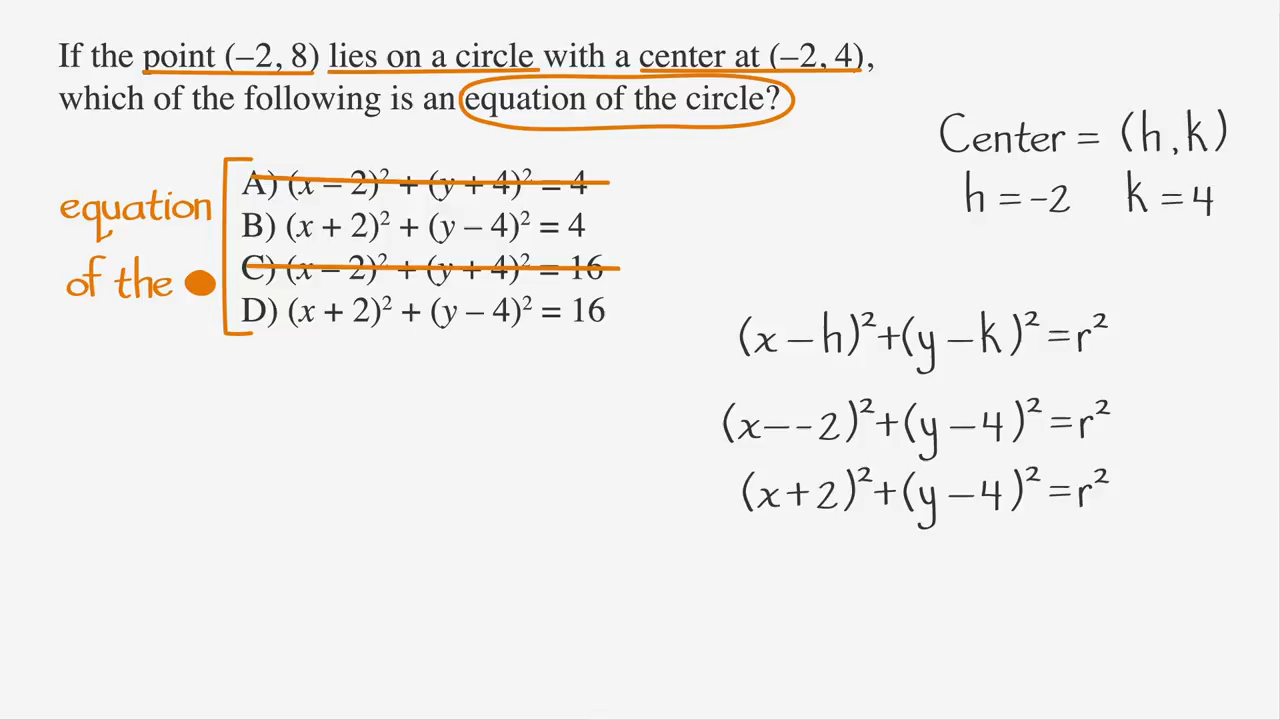 If the point (−2, 8) lies on a circle with a center at (−2, 4),
which of the following is an equation of the circle?
Center = (h, k)
h = -2 k = 4
equation
of the
A) (x − 2)² + (y + 4)² = 4
B) (x + 2)² + (y − 4)² = 4
C) (x − 2)² + (y + 4)² = 16
D) (x + 2)² + (y − 4)² = 16
(x − h)² + (y − k)² = r²
(x − -2)² + (y − 4)² = r²
(x + 2)² + (y − 4)² = r²